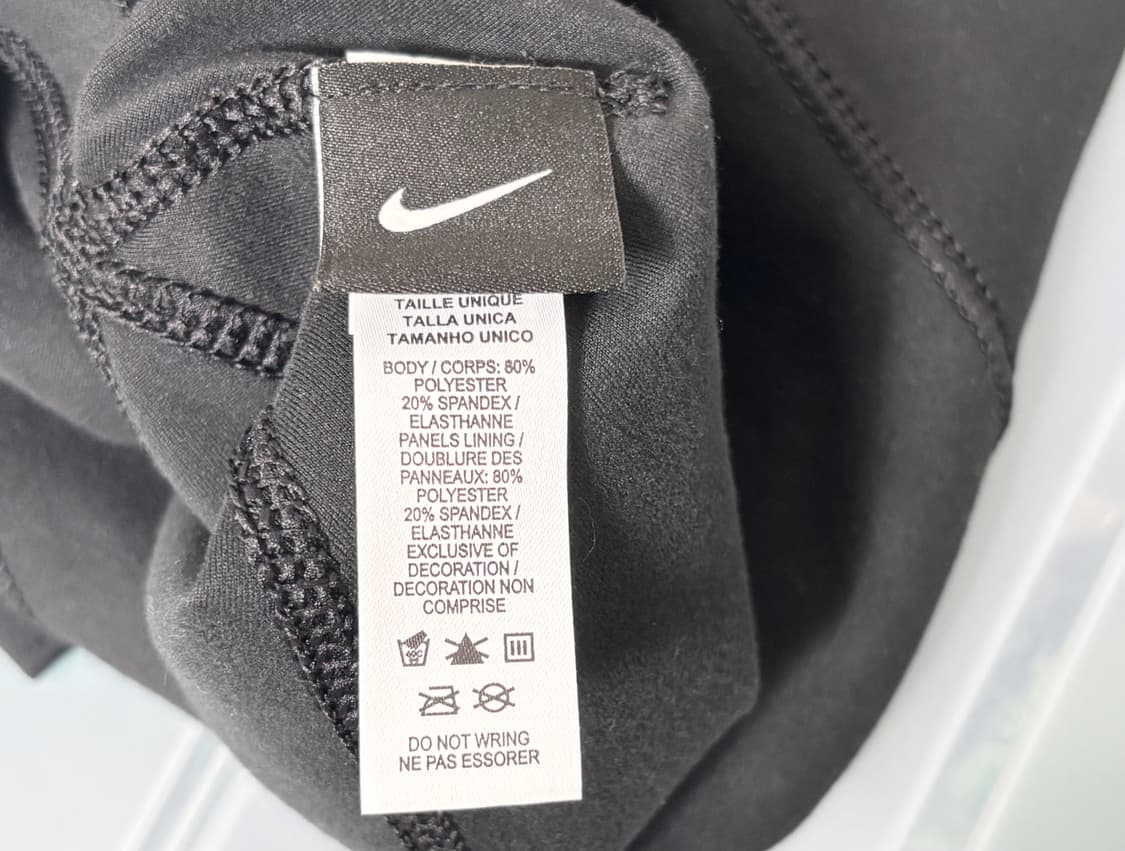 TAILLE UNIQUE
TALLA UNICA
TAMANHO UNICO
BODY / CORPS: 80%
POLYESTER
20% SPANDEX /
ELASTHANNE
PANELS LINING /
DOUBLURE DES
PANNEAUX: 80%
POLYESTER
20% SPANDEX /
ELASTHANNE
EXCLUSIVE OF
DECORATION /
DECORATION NON
COMPRISE
DO NOT WRING
NE PAS ESSORER